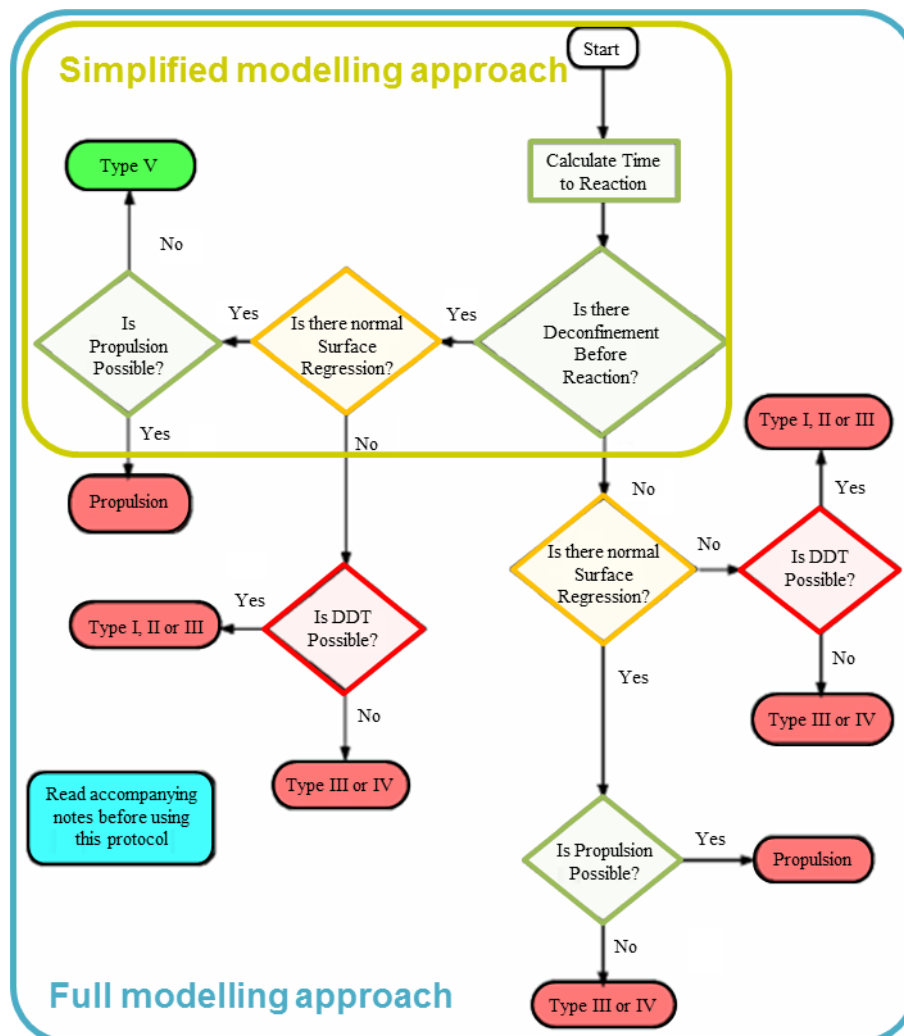 Start
Simplified modelling approach
Type V
Calculate Time
to Reaction
No
Is
Propulsion
Possible?
Yes
Is there normal
Surface
Regression?
Yes
Is there
Deconfinement
Before
Reaction?
Yes
No
No
Propulsion
Type I, II or III
Yes
Is there normal
Surface
Regression?
No
Is DDT
Possible?
Type I, II or III
Yes
Is DDT
Possible?
No
Type III or IV
Yes
No
Type III or IV
Read accompanying
notes before using
this protocol
Is Propulsion
Possible?
Yes
Propulsion
No
Type III or IV
Full modelling approach